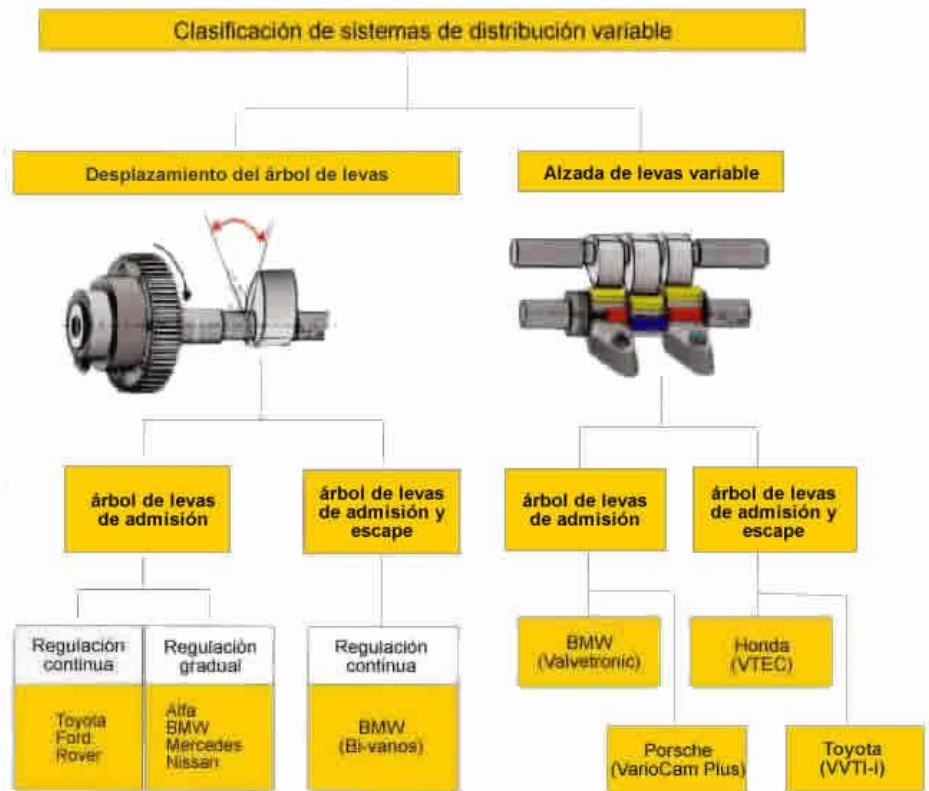 Clasificación de sistemas de distribución variable
Desplazamiento del árbol de levas
Alzada de levas variable
árbol de levas
de admisión
árbol de levas
de admisión y
escape
árbol de levas
de admisión
árbol de levas
de admisión y
escape
Regulación
continua
Toyota
Ford
Rover
Regulación
gradual
Alfa
BMW
Mercedes
Nissan
Regulación
continua
BMW
(Bi-vanos)
BMW
(Valvetronic)
Porsche
(VarioCam Plus)
Honda
(VTEC)
Toyota
(VVTI-i)